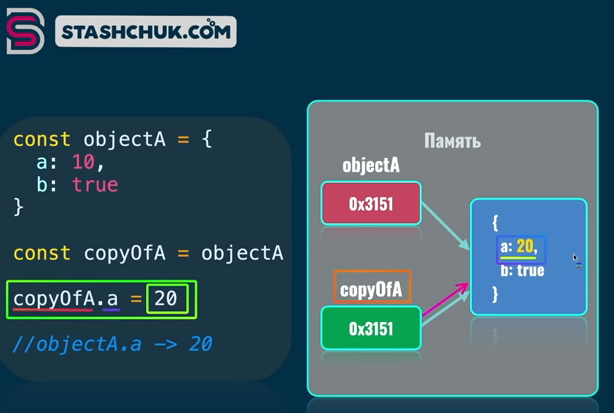 STASHCHUK.COM
const objectA = {
a: 10,
b: true
}
const copyOfA = objectA
copyOfA.a = 20
//objectA.a -> 20
Память
objectA
0x3151
copyOfA
0x3151
{
a: 20,
b: true
}